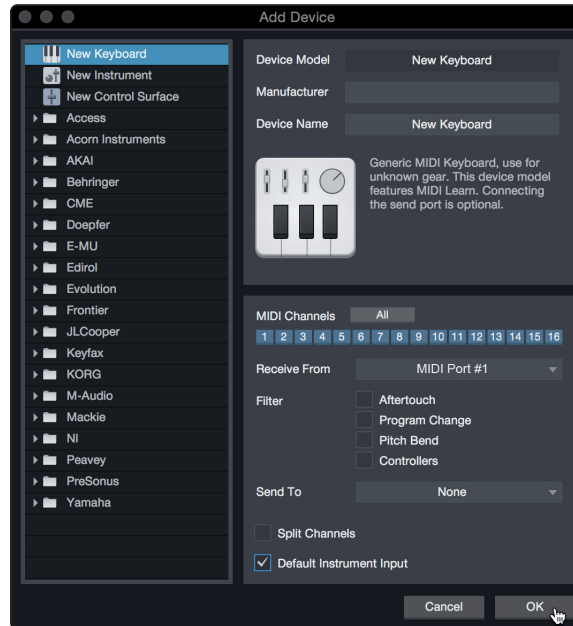 Add Device
New Keyboard
New Instrument
New Control Surface
Access
Acorn Instruments
AKAI
Behringer
CME
Doepfer
E-MU
Edirol
Evolution
Frontier
JLCooper
Keyfax
KORG
M-Audio
Mackie
NI
Peavey
PreSonus
Yamaha
Device Model New Keyboard
Manufacturer
Device Name New Keyboard
Generic MIDI Keyboard, use for
unknown gear. This device model
features MIDI Learn. Connecting
the send port is optional.
MIDI Channels All
1 2 3 4 5 6 7 8 9 10 11 12 13 14 15 16
Receive From MIDI Port #1
Filter Aftertouch
Program Change
Pitch Bend
Controllers
Send To None
Split Channels
Default Instrument Input
Cancel OK